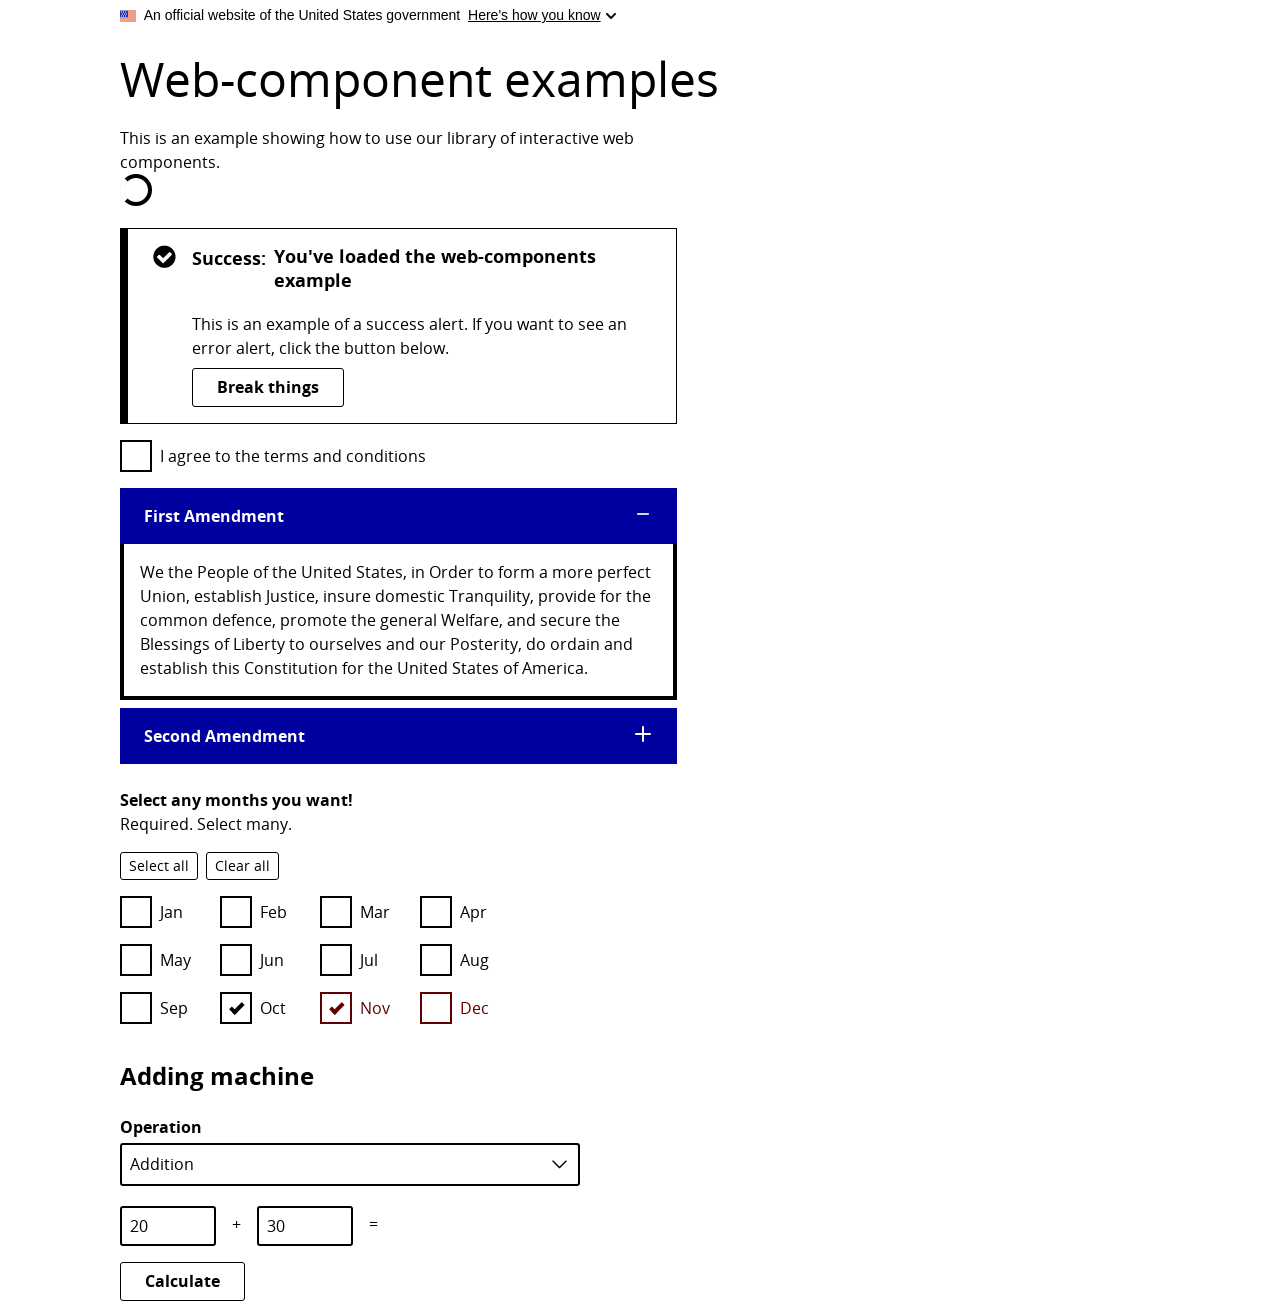 An official website of the United States government Here's how you know
Web-component examples
This is an example showing how to use our library of interactive web
components.
Success: You've loaded the web-components
example
This is an example of a success alert. If you want to see an
error alert, click the button below.
Break things
I agree to the terms and conditions
First Amendment
We the People of the United States, in Order to form a more perfect
Union, establish Justice, insure domestic Tranquility, provide for the
common defence, promote the general Welfare, and secure the
Blessings of Liberty to ourselves and our Posterity, do ordain and
establish this Constitution for the United States of America.
Second Amendment
Select any months you want!
Required. Select many.
Select all Clear all
Jan Feb Mar Apr
May Jun Jul Aug
Sep Oct Nov Dec
Adding machine
Operation
Addition
20 + 30 =
Calculate